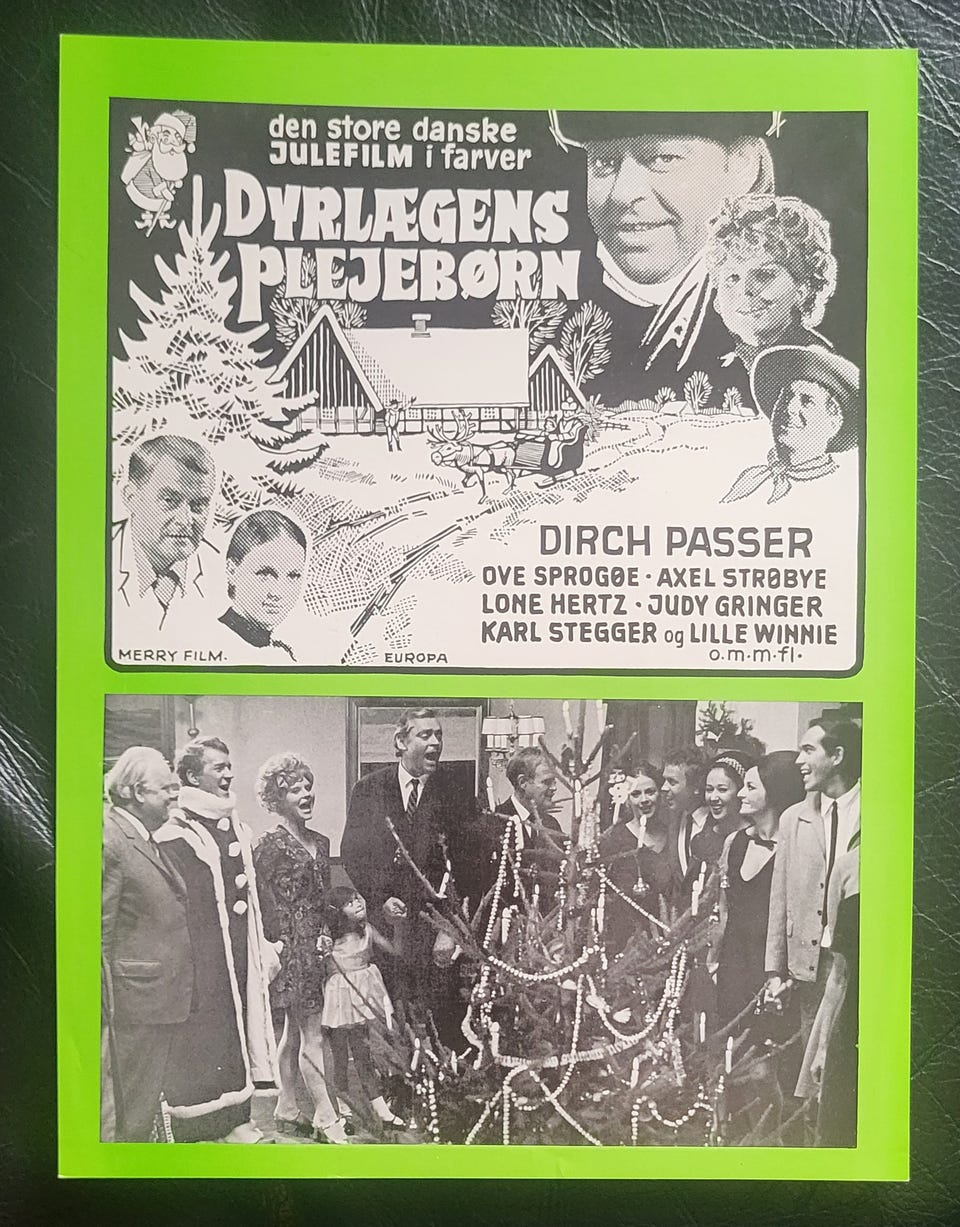 den store danske
JULEFILM i farver
DYRLÆGENS
PLEJEBØRN
DIRCH PASSER
OVE SPROGØE · AXEL STRØBYE
LONE HERTZ · JUDY GRINGER
KARL STEGGER og LILLE WINNIE
o.m.m.fl.
MERRY FILM.
EUROPA